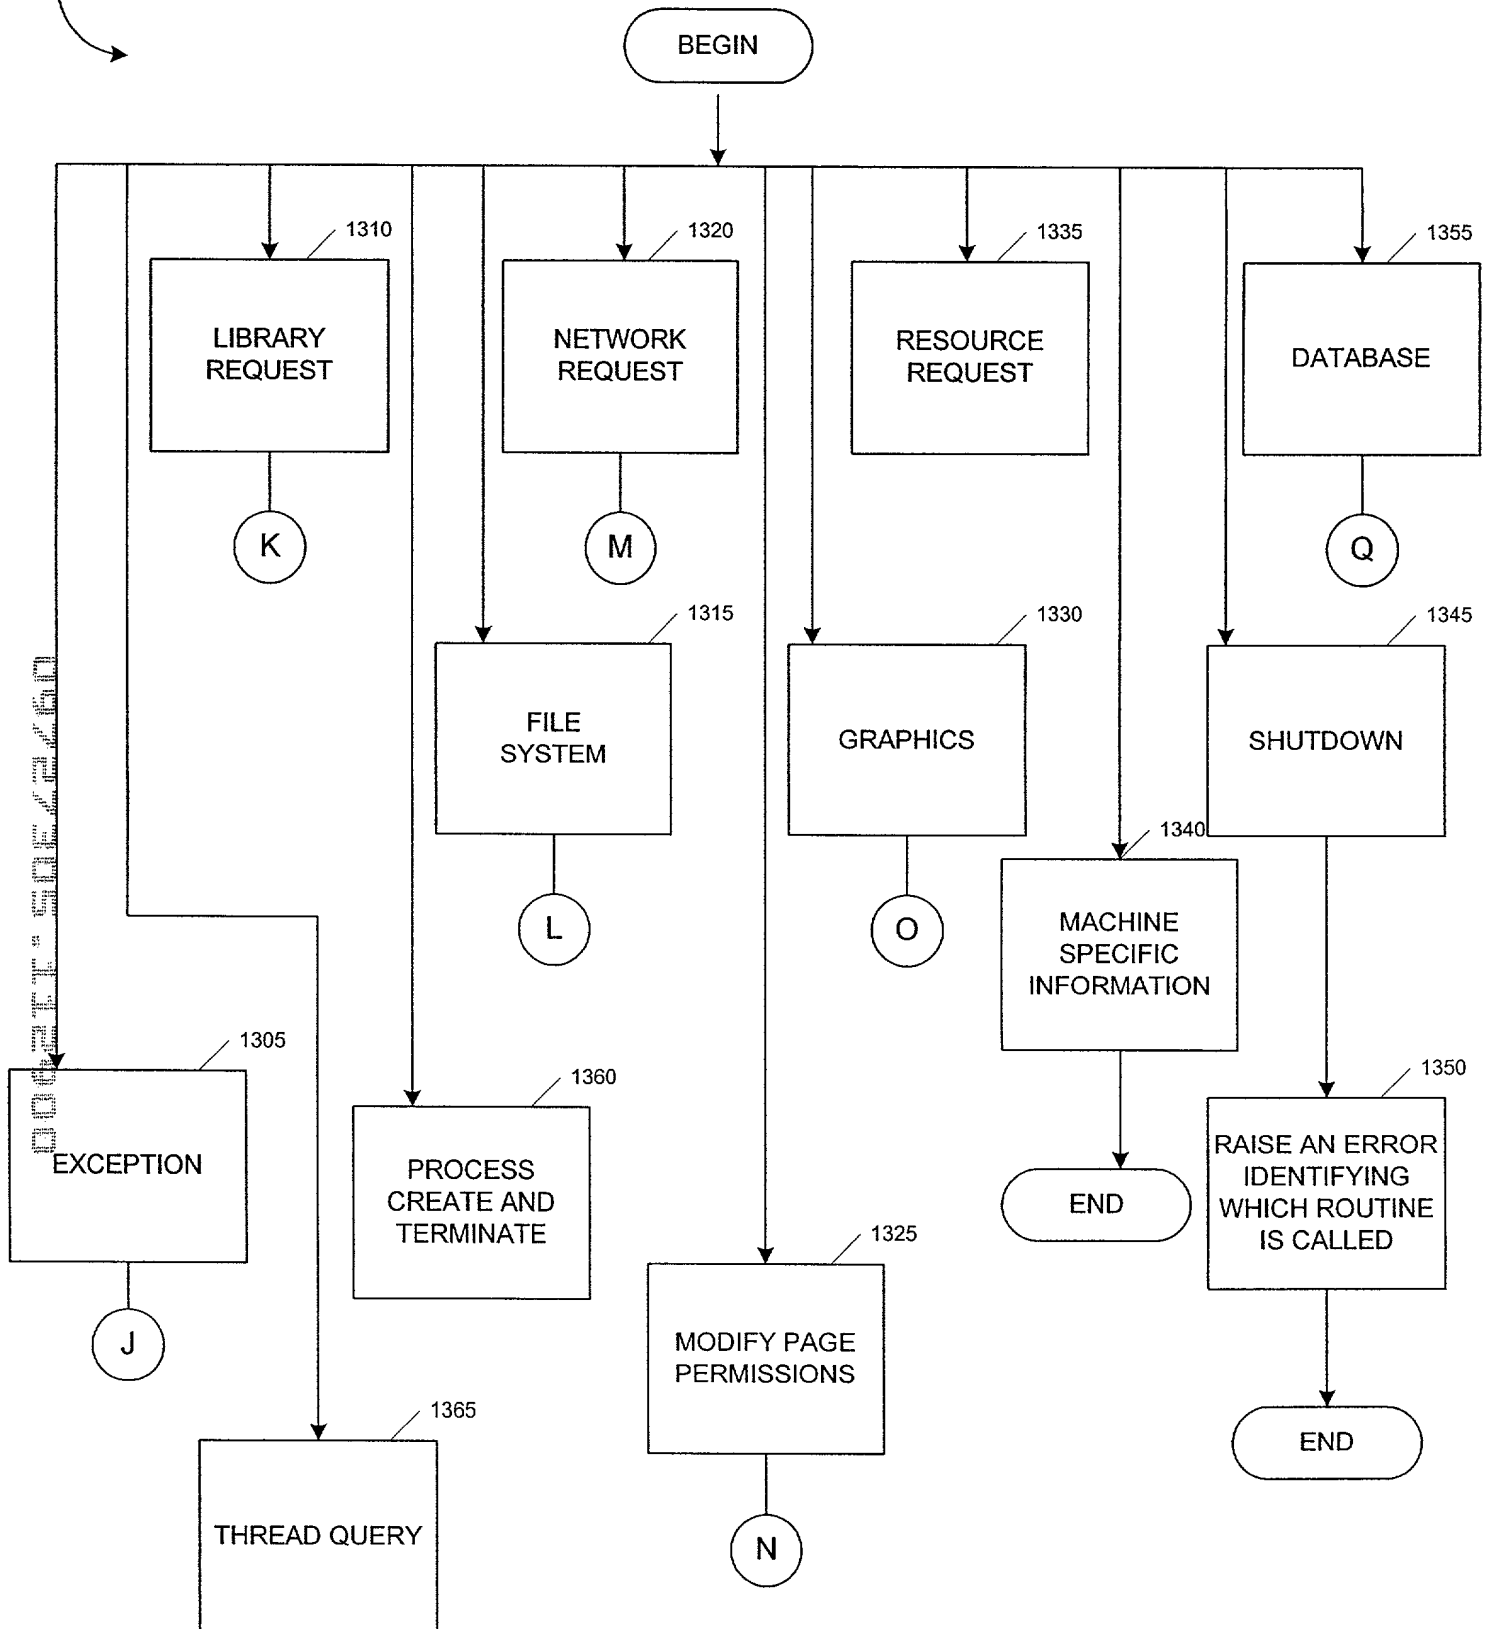 BEGIN
1310
1320
1335
1355
LIBRARY
REQUEST
NETWORK
REQUEST
RESOURCE
REQUEST
DATABASE
K
M
Q
1315
1330
1345
FILE
SYSTEM
GRAPHICS
SHUTDOWN
1340
L
O
MACHINE
SPECIFIC
INFORMATION
1305
1360
1350
EXCEPTION
PROCESS
CREATE AND
TERMINATE
END
RAISE AN ERROR
IDENTIFYING
WHICH ROUTINE
IS CALLED
1325
J
MODIFY PAGE
PERMISSIONS
1365
END
THREAD QUERY
N